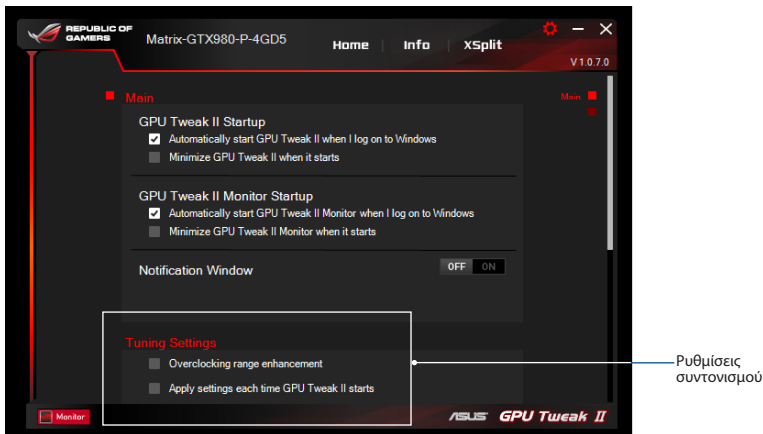 REPUBLIC OF
GAMERS
Matrix-GTX980-P-4GD5
Home
Info
XSplit
V 1.0.7.0
Main
Main
GPU Tweak II Startup
Automatically start GPU Tweak II when I log on to Windows
Minimize GPU Tweak II when it starts
GPU Tweak II Monitor Startup
Automatically start GPU Tweak II Monitor when I log on to Windows
Minimize GPU Tweak II Monitor when it starts
Notification Window
OFF ON
Tuning Settings
Overclocking range enhancement
Apply settings each time GPU Tweak II starts
Ρυθμίσεις
συντονισμού
Monitor
ASUS GPU Tweak II